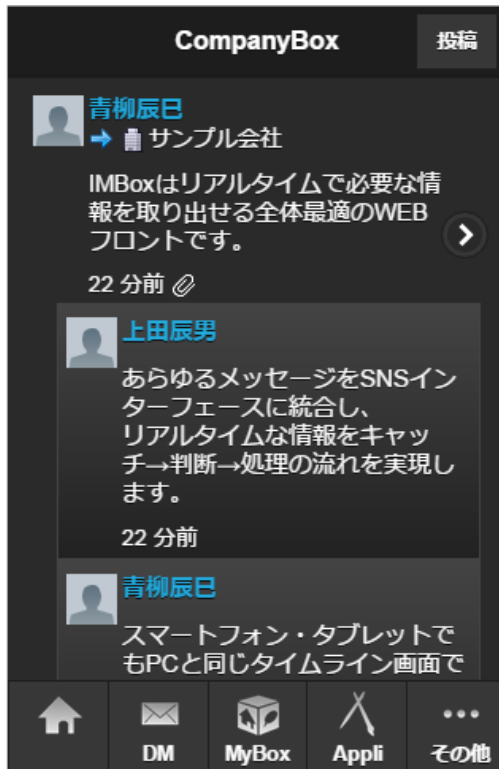 CompanyBox
投稿
青柳辰巳
サンプル会社
IMBoxはリアルタイムで必要な情
報を取り出せる全体最適のWEB
フロントです。
22 分前
上田辰男
あらゆるメッセージをSNSイン
ターフェースに統合し、
リアルタイムな情報をキャッ
チ→判断→処理の流れを実現し
ます。
22 分前
青柳辰巳
スマートフォン・タブレットで
もPCと同じタイムライン画面で
DM
MyBox
Appli
その他